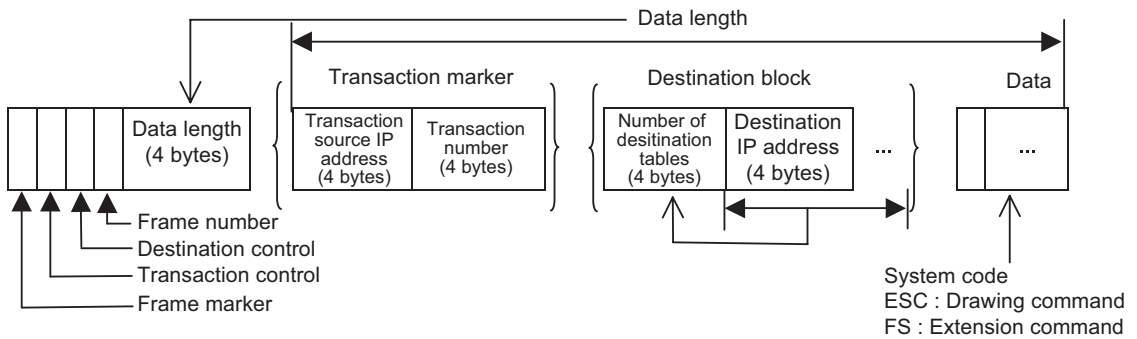 Data length
Transaction marker
Destination block
Data
Data length
(4 bytes)
Transaction
source IP
address
(4 bytes)
Transaction
number
(4 bytes)
Number of
desitination
tables
(4 bytes)
Destination
IP address
(4 bytes)
...
...
Frame number
Destination control
Transaction control
Frame marker
System code
ESC : Drawing command
FS : Extension command